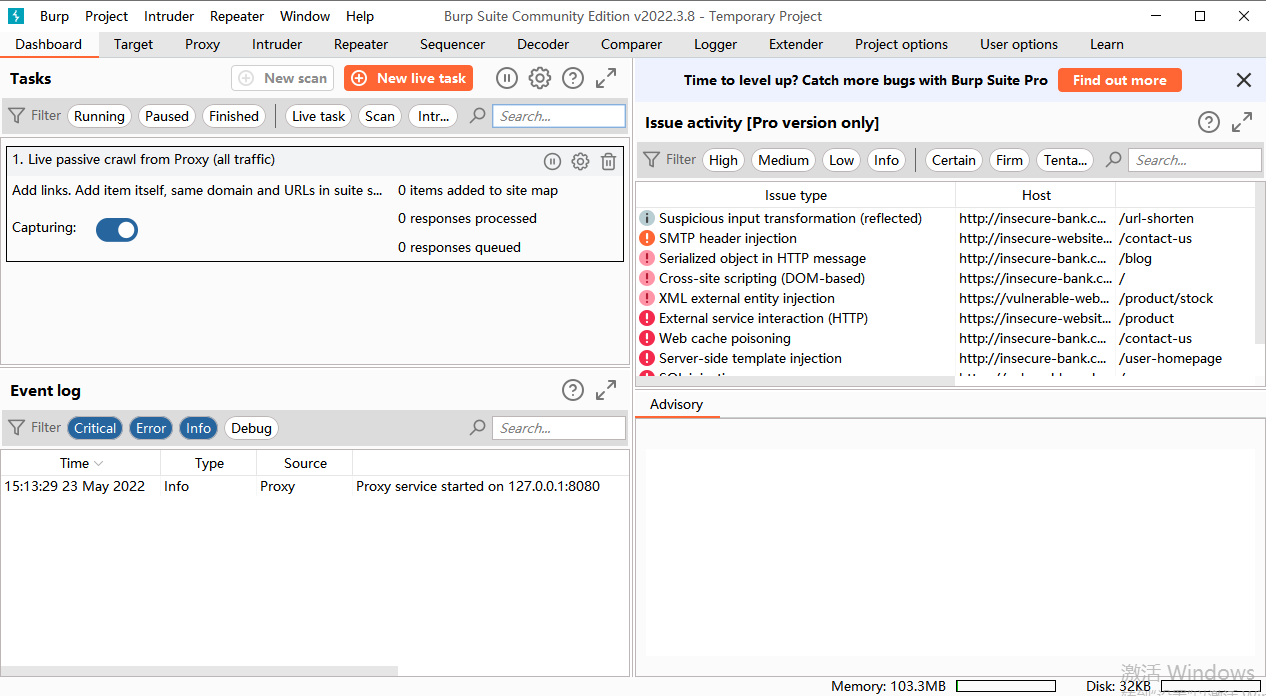 Burp Project Intruder Repeater Window Help Burp Suite Community Edition v2022.3.8 - Temporary Project
Dashboard Target Proxy Intruder Repeater Sequencer Decoder Comparer Logger Extender Project options User options Learn
Tasks New scan New live task
Filter Running Paused Finished Live task Scan Intr... Search...
1. Live passive crawl from Proxy (all traffic)
Add links. Add item itself, same domain and URLs in suite s... 0 items added to site map
0 responses processed
Capturing:
0 responses queued
Event log
Filter Critical Error Info Debug Search...
Time Type Source
15:13:29 23 May 2022 Info Proxy Proxy service started on 127.0.0.1:8080
Time to level up? Catch more bugs with Burp Suite Pro Find out more
Issue activity [Pro version only]
Filter High Medium Low Info Certain Firm Tenta... Search...
Issue type Host
Suspicious input transformation (reflected) http://insecure-bank.c... /url-shorten
SMTP header injection http://insecure-website... /contact-us
Serialized object in HTTP message http://insecure-bank.c... /blog
Cross-site scripting (DOM-based) https://insecure-bank.c... /
XML external entity injection https://vulnerable-web... /product/stock
External service interaction (HTTP) https://insecure-websit... /product
Web cache poisoning http://insecure-bank.c... /contact-us
Server-side template injection http://insecure-bank.c... /user-homepage
Advisory
激活 Windows
Memory: 103.3MB Disk: 32KB